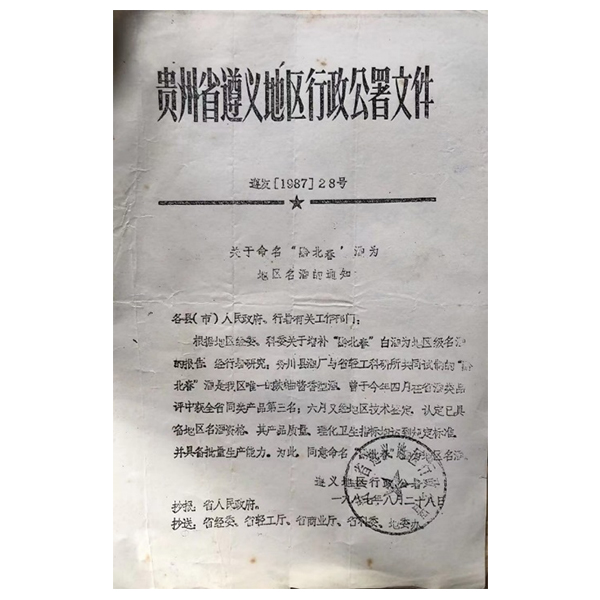 贵州省遵义地区行政公署文件
遵发[1987]28号
关于命名“黔北春”酒为
地区名酒的通知
各县(市)人民政府、行署有关工作部门:
根据地区经委、科委关于增补“黔北春”白酒为地区级名酒
的报告,经行署研究:务川县酒厂与省轻工科研所共同试制的“黔
北春”酒是我区唯一的麸曲酱香型酒,曾于今年四月在省酒类品
评中获全省同类产品第三名;六月又经地区技术鉴定,认定已具
备地区名酒资格,其产品质量、理化卫生指标均达到规定标准,
并具备批量生产能力。为此,同意命名“黔北春”为地区名酒。
遵义地区行政公署
一九八七年八月二十八日
抄报:省人民政府。
抄送:省经委、省轻工厅、省商业厅、省科委、地委办